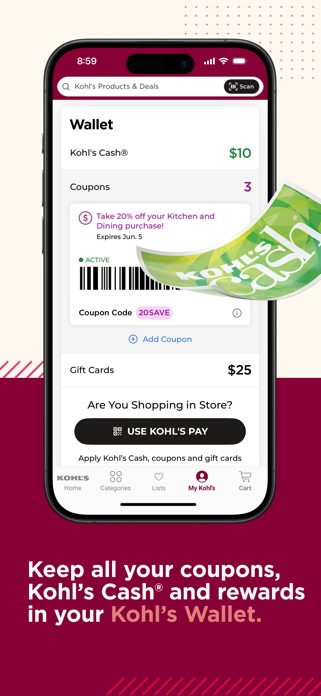 8:59
Kohl's Products & Deals
Scan
Wallet
Kohl's Cash® $10
Coupons 3
Take 20% off your Kitchen and
Dining purchase!
Expires Jun. 5
ACTIVE
KOHL'S
Cash
Coupon Code 20SAVE
Add Coupon
Gift Cards $25
Are You Shopping in Store?
USE KOHL'S PAY
Apply Kohl's Cash, coupons and gift cards
KOHL'S
Home Categories Lists My Kohl's Cart
Keep all your coupons,
Kohl's Cash® and rewards
in your Kohl's Wallet.